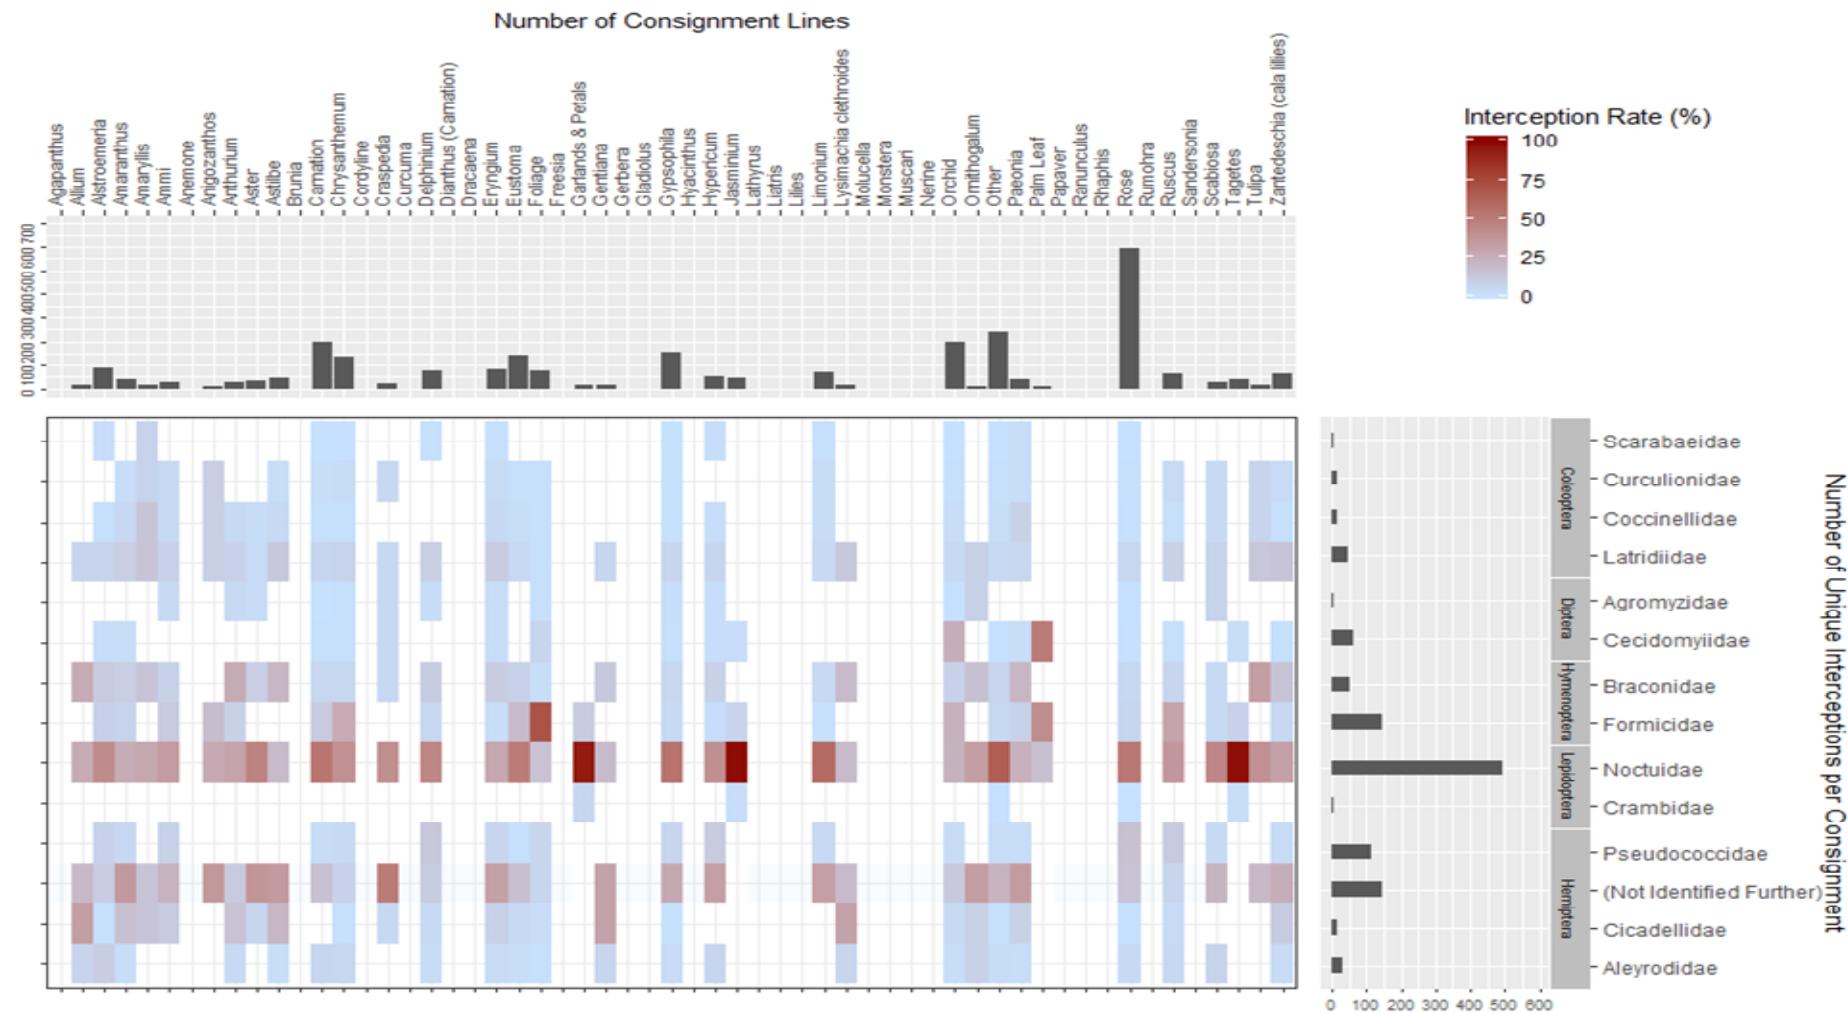 Number of Consignment Lines
Agapanthus
Allium
Alstroemeria
Amaranthus
Amaryllis
Ammi
Anemone
Anigozanthos
Anthurium
Aster
Astilbe
Brunia
Carnation
Chrysanthemum
Cordyline
Craspedia
Curcuma
Delphinium
Dianthus (Carnation)
Dracaena
Eryngium
Eustoma
Foliage
Freesia
Garlands & Petals
Gentiana
Gerbera
Gladiolus
Gypsophila
Hyacinthus
Hypericum
Jasminium
Lathyrus
Liatris
Lilies
Limonium
Lysimachia clethroides
Molucella
Monstera
Muscari
Nerine
Orchid
Ornithogalum
Other
Paeonia
Palm Leaf
Papaver
Ranunculus
Rhaphis
Rose
Rumohra
Ruscus
Sandersonia
Scabiosa
Tagetes
Tulipa
Zantedeschia (cala lillies)
Interception Rate (%)
100
75
50
25
0
0 100 200 300 400 500 600 700
Scarabaeidae
Curculionidae
Coccinellidae
Latridiidae
Agromyzidae
Cecidomyiidae
Braconidae
Formicidae
Noctuidae
Crambidae
Pseudococcidae
(Not Identified Further)
Cicadellidae
Aleyrodidae
Coleoptera
Diptera
Hymenoptera
Lepidoptera
Hemiptera
0 100 200 300 400 500 600
Number of Unique Interceptions per Consignment